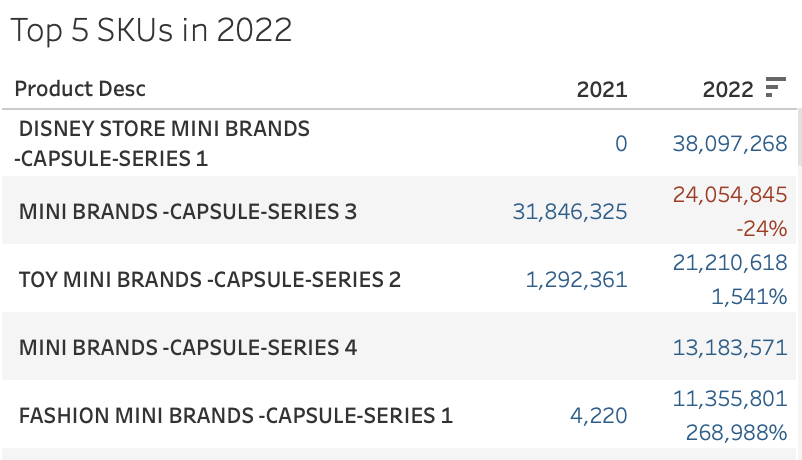 Top 5 SKUs in 2022
Product Desc 2021 2022
DISNEY STORE MINI BRANDS
-CAPSULE-SERIES 1 0 38,097,268
MINI BRANDS -CAPSULE-SERIES 3 31,846,325 24,054,845
-24%
TOY MINI BRANDS -CAPSULE-SERIES 2 1,292,361 21,210,618
1,541%
MINI BRANDS -CAPSULE-SERIES 4 13,183,571
FASHION MINI BRANDS -CAPSULE-SERIES 1 4,220 11,355,801
268,988%